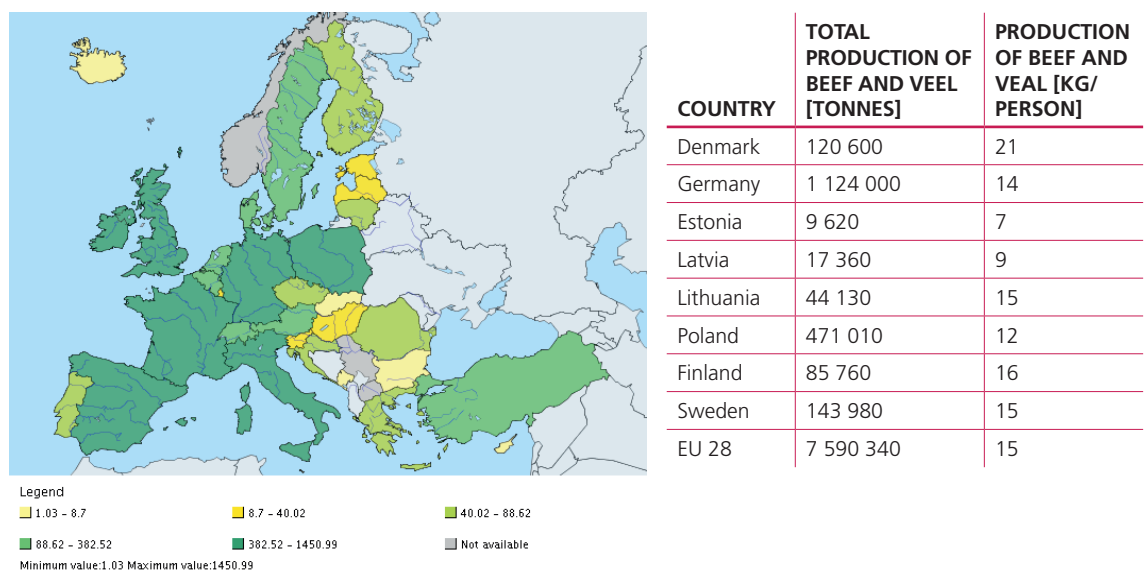 COUNTRY
TOTAL
PRODUCTION OF
BEEF AND VEEL
[TONNES]
PRODUCTION
OF BEEF AND
VEAL [KG/
PERSON]
Denmark 120 600 21
Germany 1 124 000 14
Estonia 9 620 7
Latvia 17 360 9
Lithuania 44 130 15
Poland 471 010 12
Finland 85 760 16
Sweden 143 980 15
EU 28 7 590 340 15
Legend
1.03 - 8.7 8.7 - 40.02 40.02 - 88.62
88.62 - 382.52 382.52 - 1450.99 Not available
Minimum value:1.03 Maximum value:1450.99